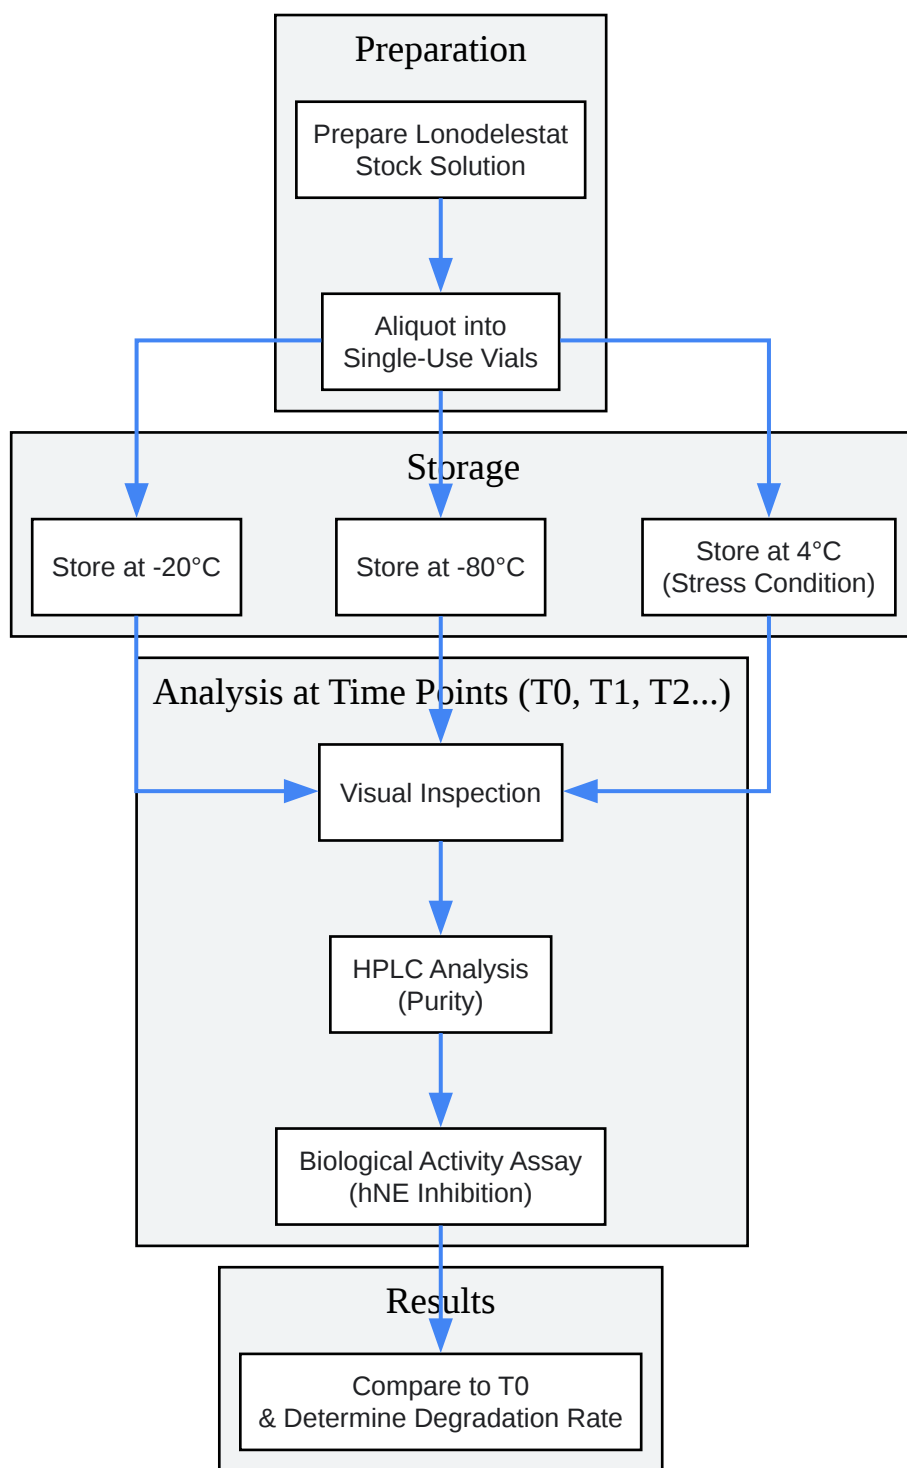 Preparation
Prepare Lonodelestat
Stock Solution
Aliquot into
Single-Use Vials
Storage
Store at -20°C
Store at -80°C
Store at 4°C
(Stress Condition)
Analysis at Time Points (T0, T1, T2...)
Visual Inspection
HPLC Analysis
(Purity)
Biological Activity Assay
(hNE Inhibition)
Results
Compare to T0
& Determine Degradation Rate